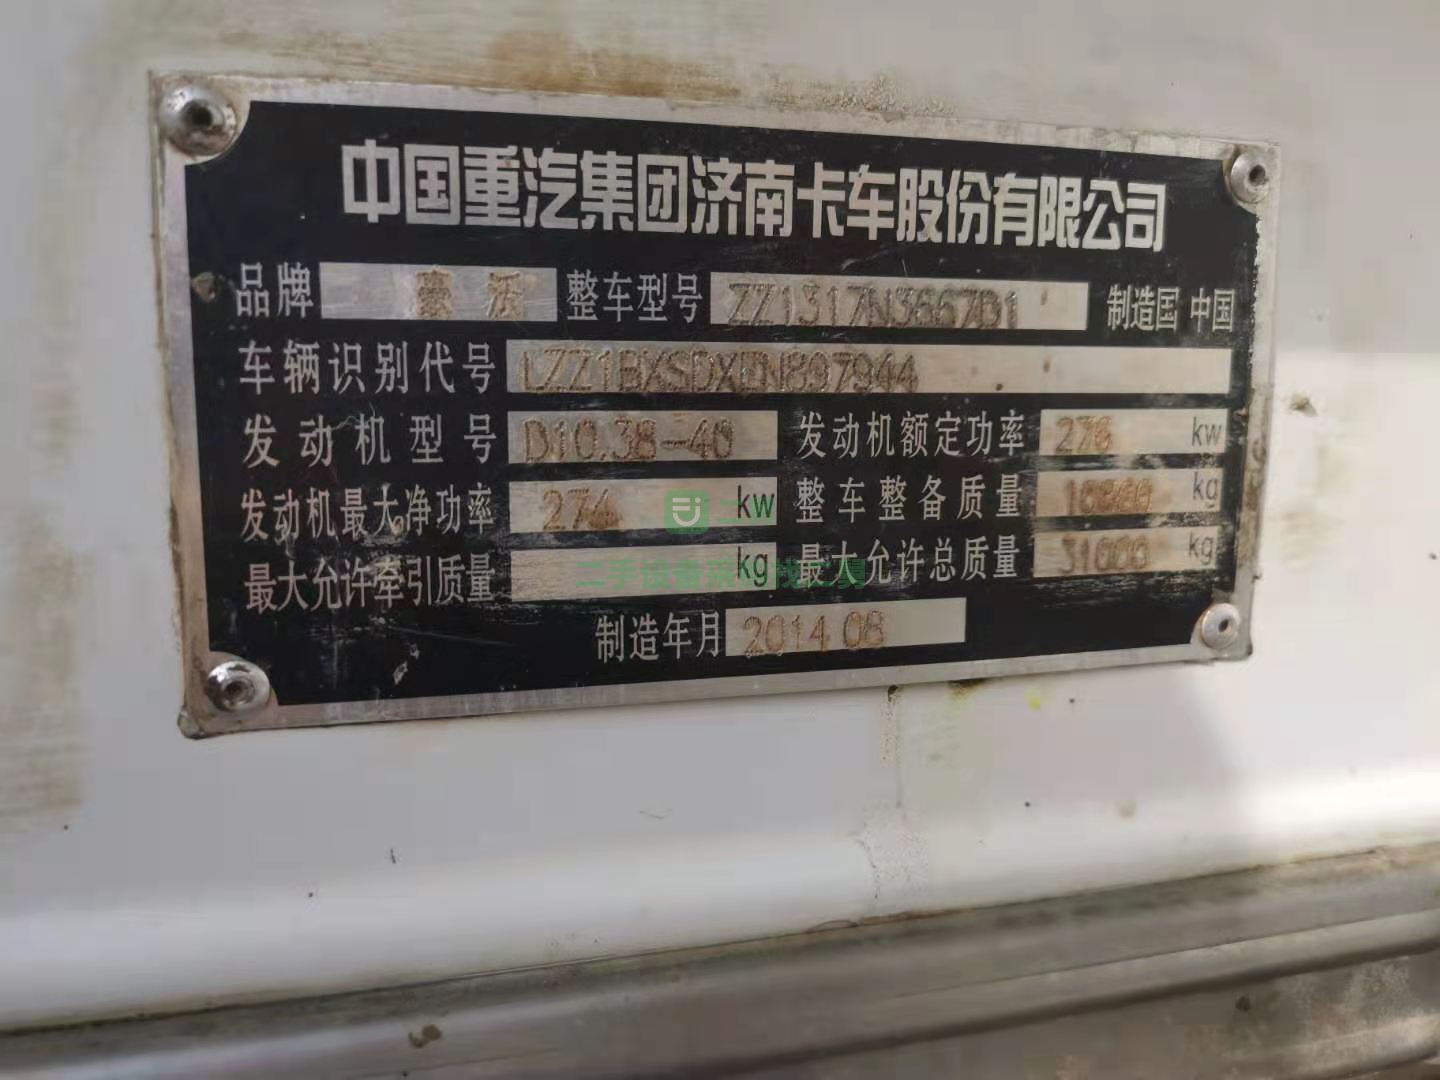 中国重汽集团济南卡车股份有限公司
品牌 豪沃 整车型号 ZZ1317N3667D1 制造国 中国
车辆识别代号 LZZ1BXSDXEN897944
发动机型号 D10.38-40 发动机额定功率 276 kw
发动机最大净功率 274 kw 整车整备质量 kg
最大允许牵引质量 kg 最大允许总质量 31000 kg
制造年月 2014 08